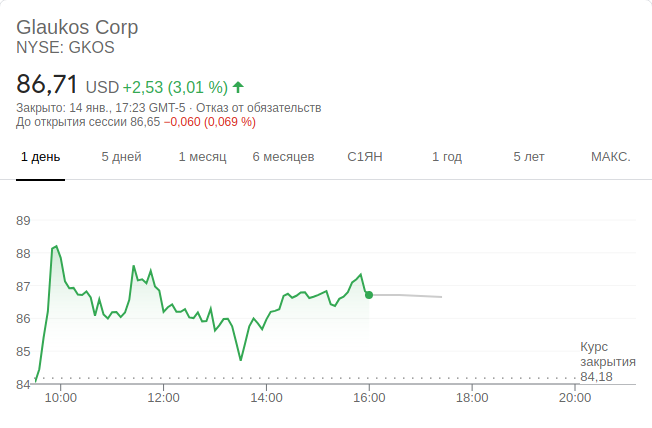 Glaukos Corp
NYSE: GKOS
86,71 USD +2,53 (3,01 %)
Закрыто: 14 янв., 17:23 GMT-5 · Отказ от обязательств
До открытия сессии 86,65 −0,060 (0,069 %)
1 день 5 дней 1 месяц 6 месяцев С1ЯН 1 год 5 лет МАКС.
89
88
87
86
85
84
Курс
закрытия
84,18
10:00 12:00 14:00 16:00 18:00 20:00